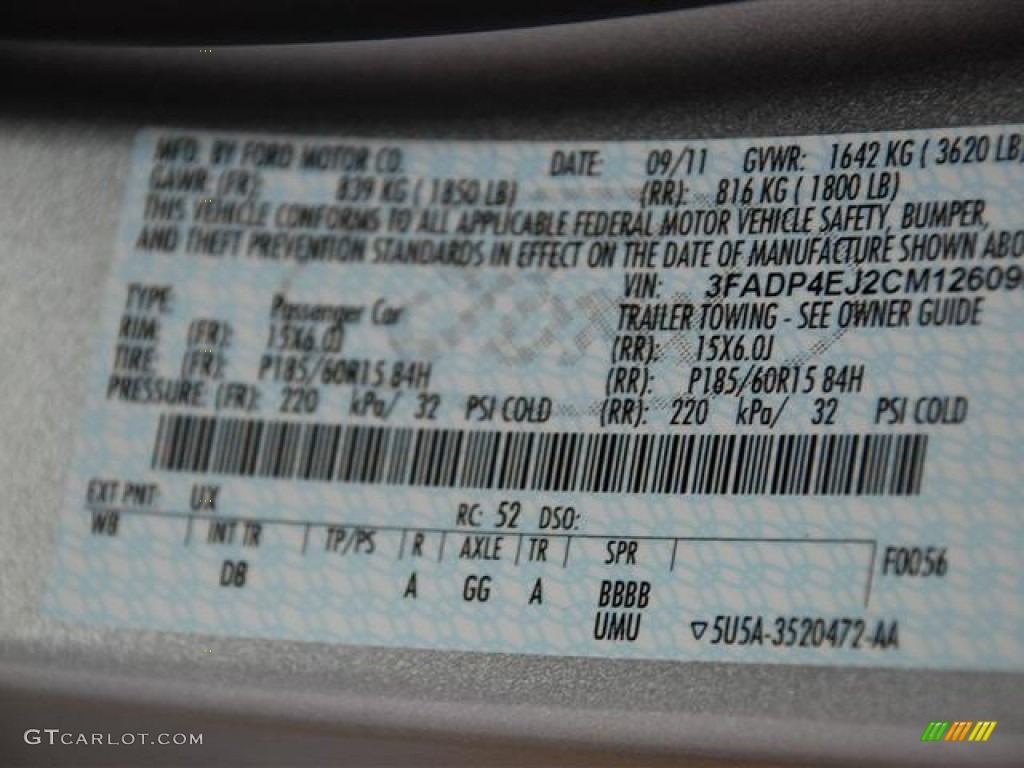 MFD. BY FORD MOTOR CO. DATE: 09/11 GVWR: 1642 KG ( 3620 LB)
GAWR: (FR): 839 KG ( 1850 LB) (RR): 816 KG ( 1800 LB)
THIS VEHICLE CONFORMS TO ALL APPLICABLE FEDERAL MOTOR VEHICLE SAFETY, BUMPER,
AND THEFT PREVENTION STANDARDS IN EFFECT ON THE DATE OF MANUFACTURE SHOWN ABO
VIN: 3FADP4EJ2CM12609
TYPE: Passenger Car TRAILER TOWING - SEE OWNER GUIDE
RIM: (FR): 15X6.0J (RR): 15X6.0J
TIRE: (FR): P185/60R15 84H (RR): P185/60R15 84H
PRESSURE: (FR): 220 kPa/ 32 PSI COLD (RR): 220 kPa/ 32 PSI COLD
EXT PNT: UX RC: 52 DSO:
WB INT TR TP/PS R AXLE TR SPR F0056
DB A GG A BBBB
UMU ▽5U5A-3520472-AA
GTCARLOT.COM